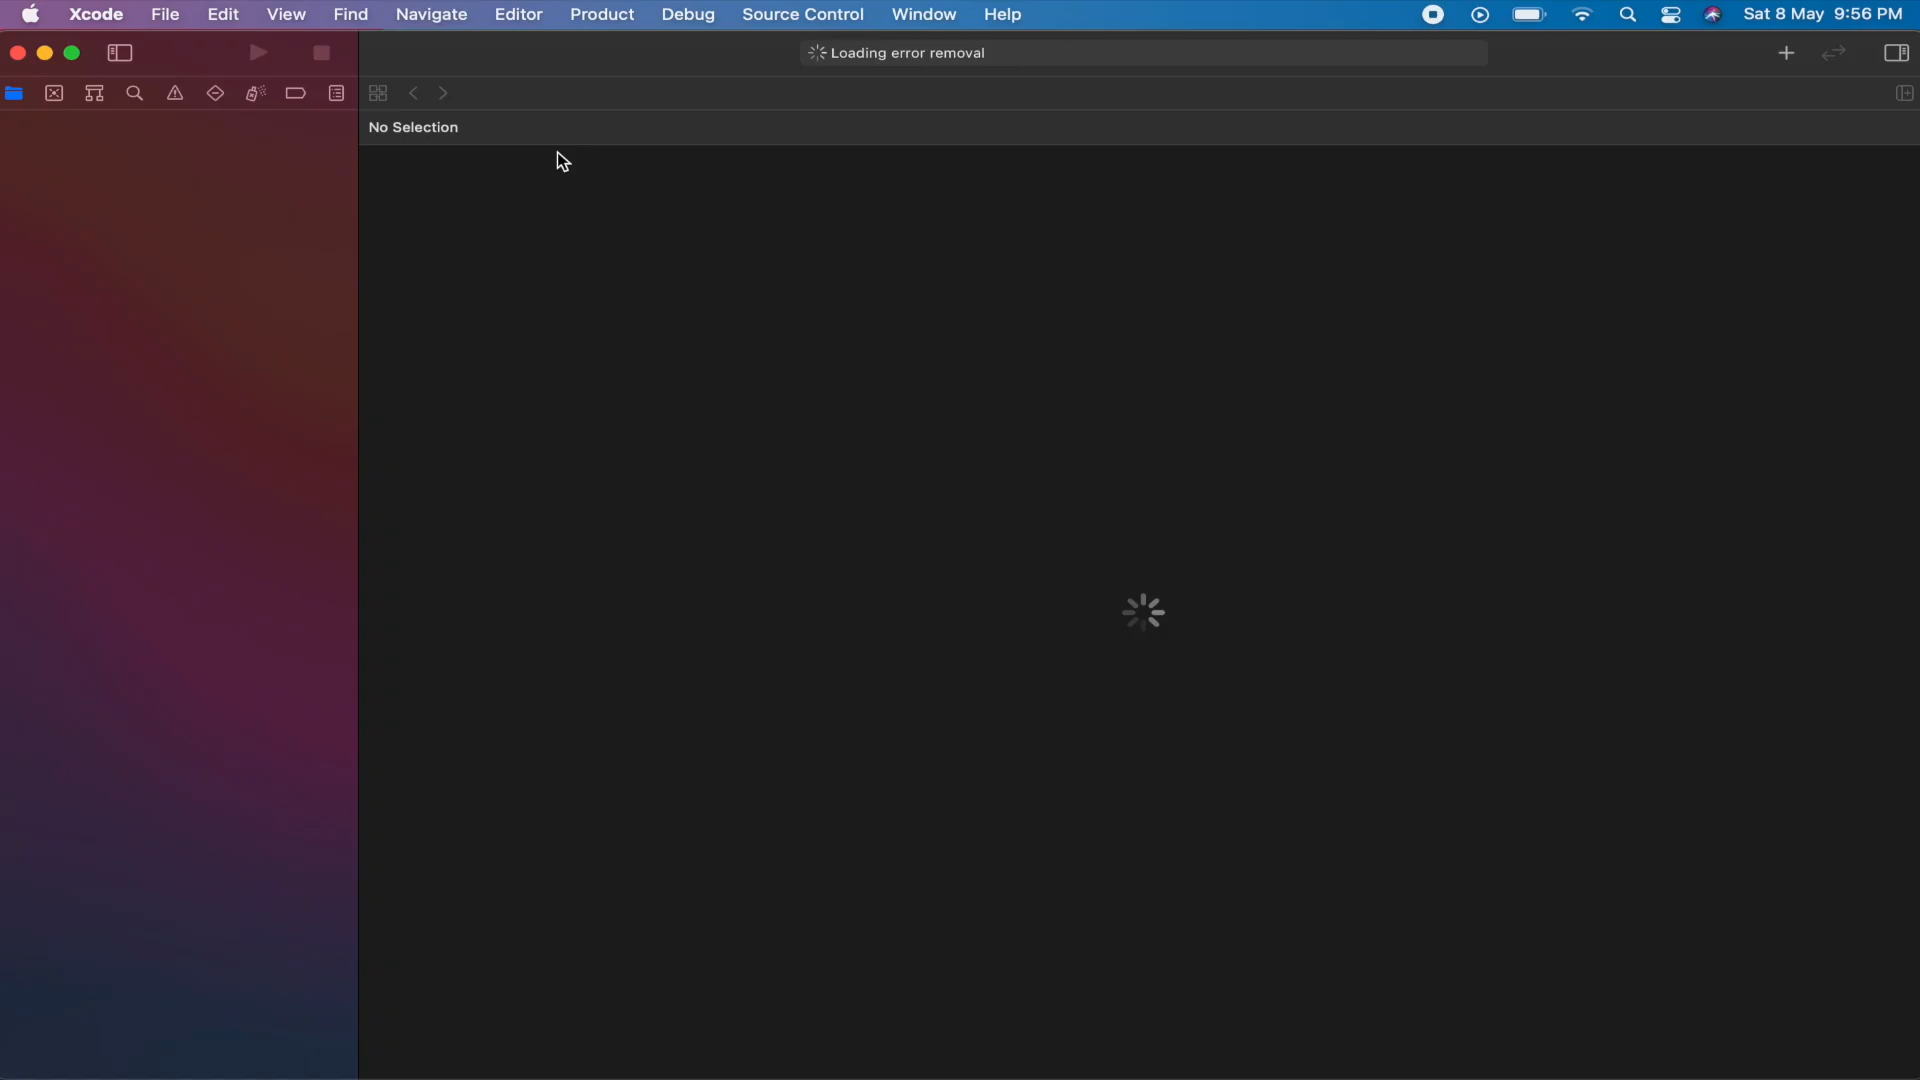 Xcode File Edit View Find Navigate Editor Product Debug Source Control Window Help Sat 8 May 9:56 PM
Loading error removal
No Selection